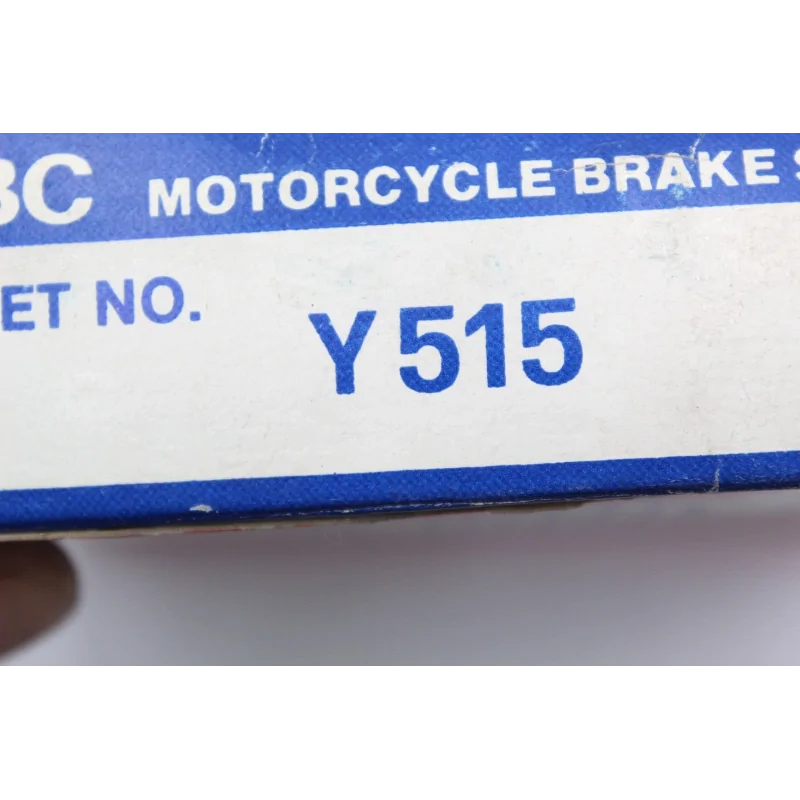 BC MOTORCYCLE BRAKE S
ET NO. Y515